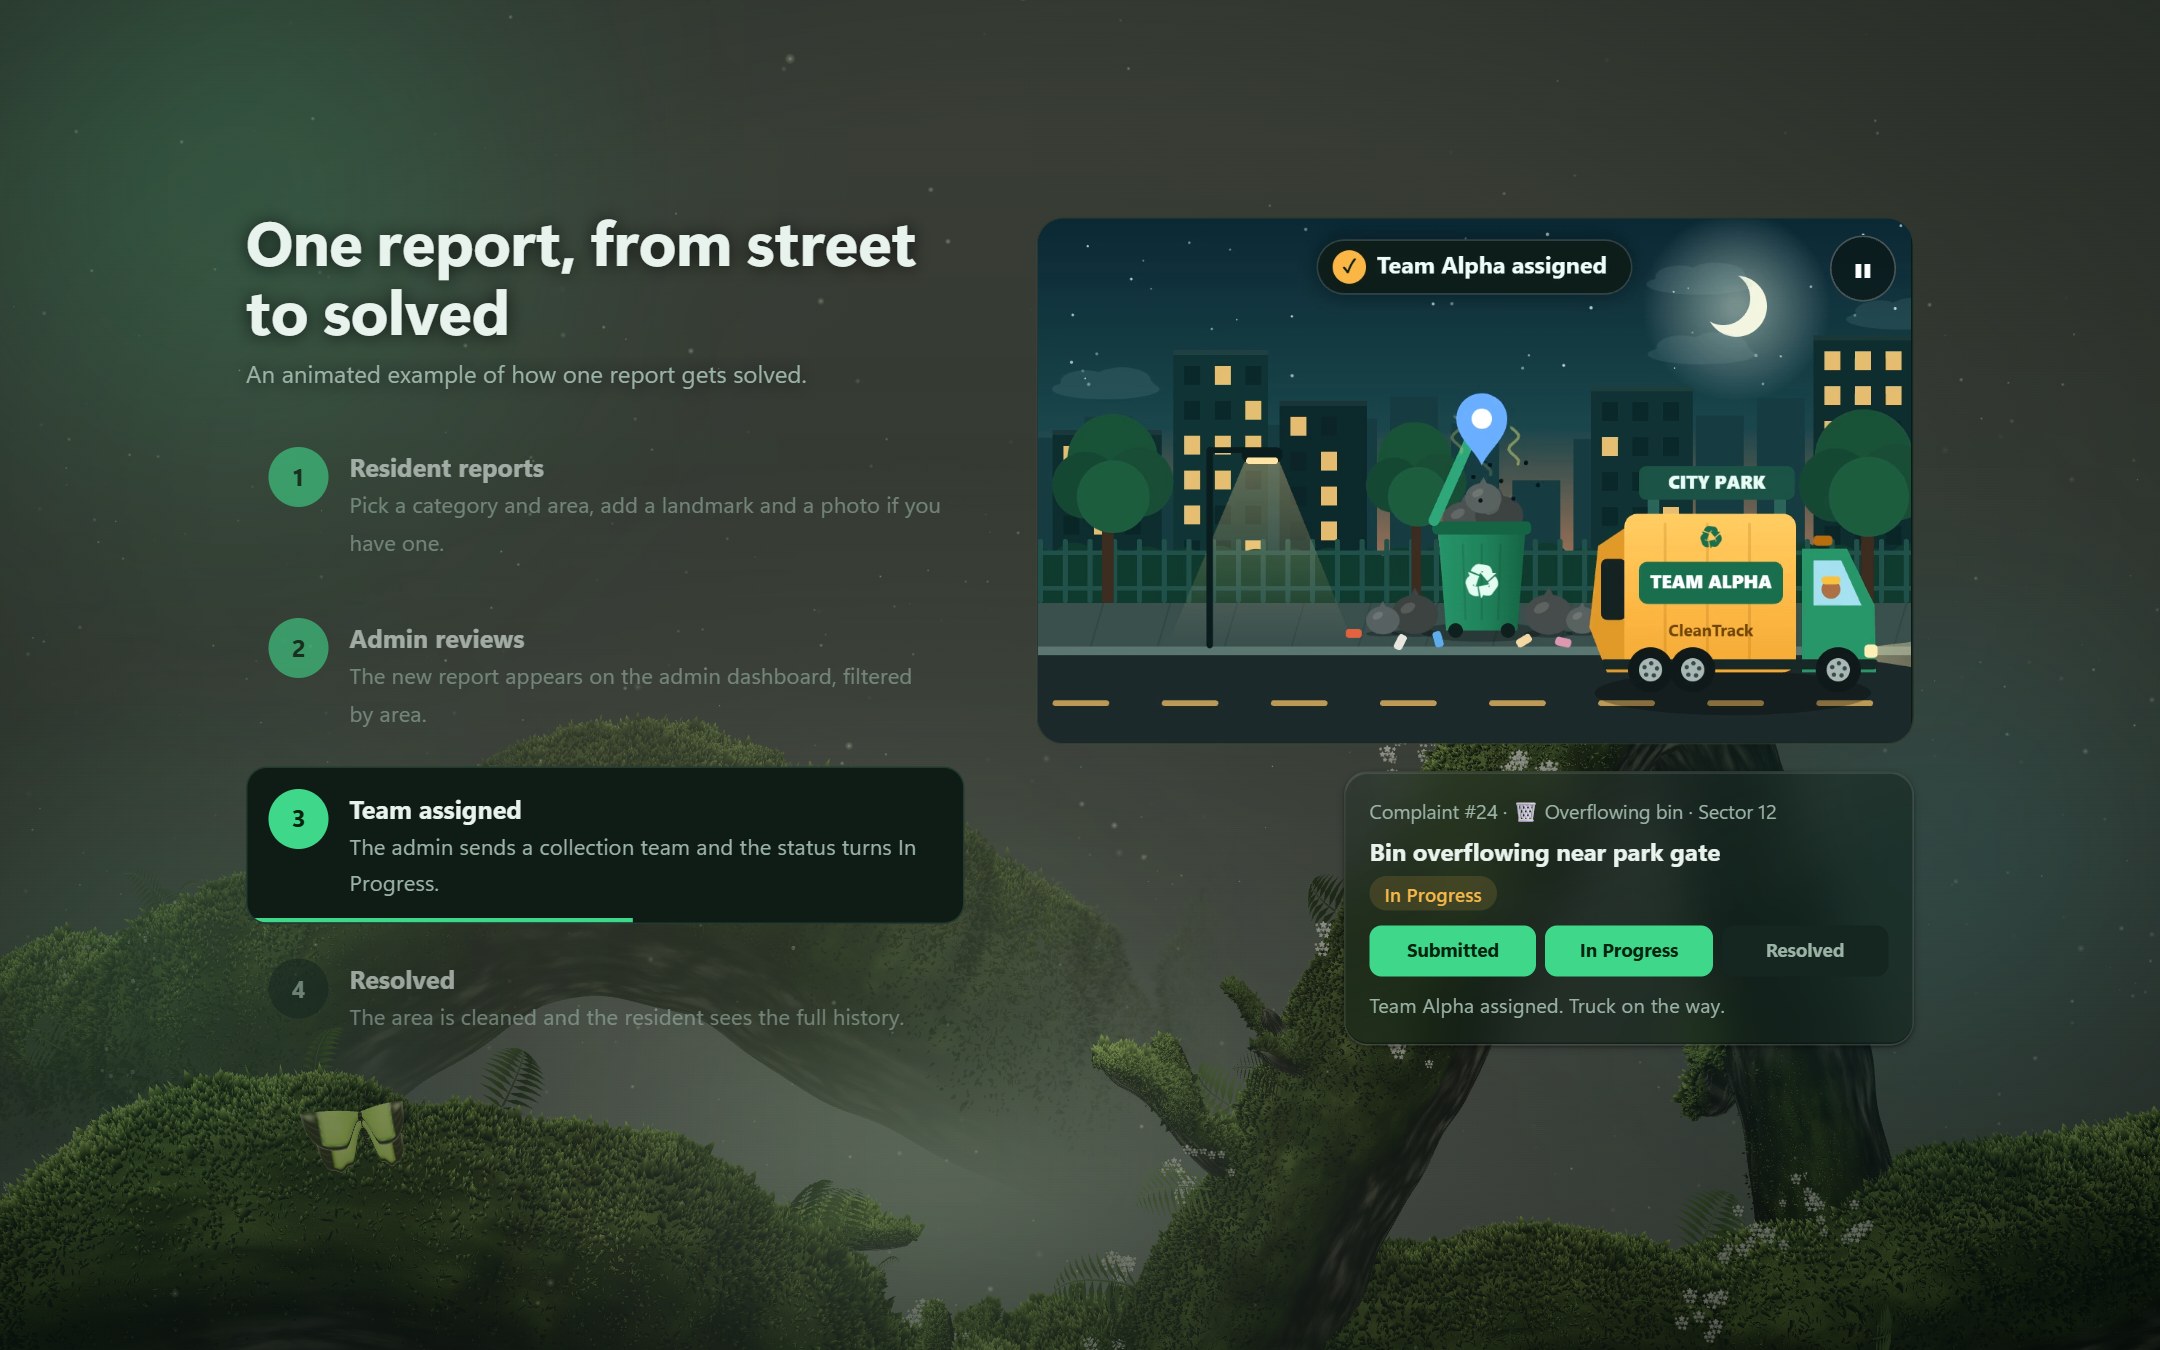 One report, from street
to solved
An animated example of how one report gets solved.
1
Resident reports
Pick a category and area, add a landmark and a photo if you
have one.
2
Admin reviews
The new report appears on the admin dashboard, filtered
by area.
3
Team assigned
The admin sends a collection team and the status turns In
Progress.
4
Resolved
The area is cleaned and the resident sees the full history.
Team Alpha assigned
CITY PARK
TEAM ALPHA
CleanTrack
Complaint #24 · Overflowing bin · Sector 12
Bin overflowing near park gate
In Progress
Submitted In Progress Resolved
Team Alpha assigned. Truck on the way.